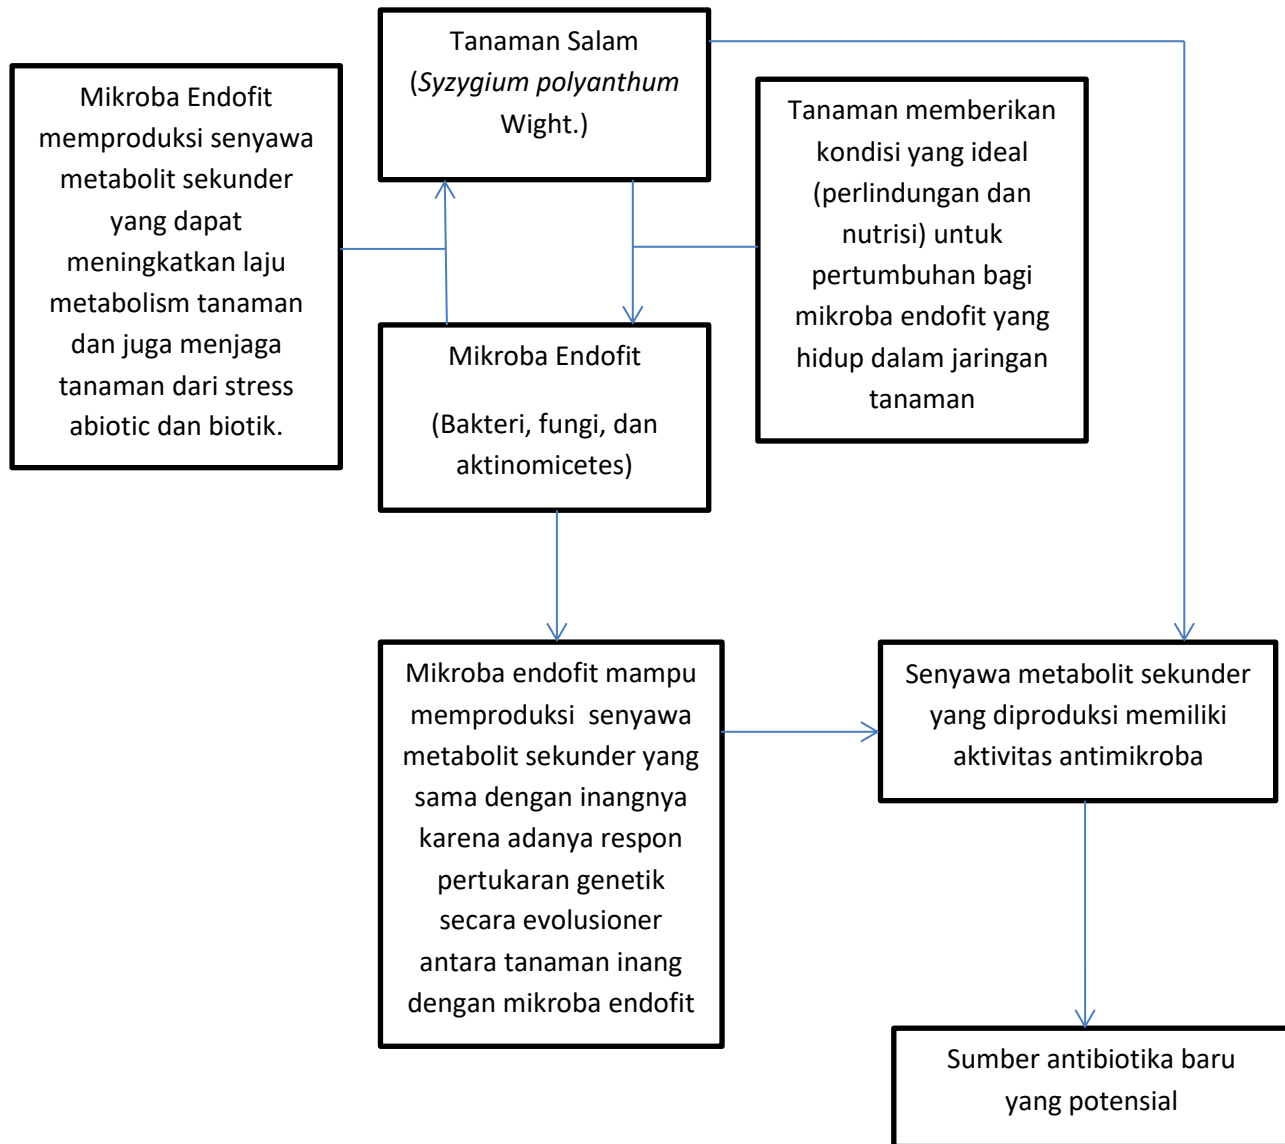 Tanaman Salam
(Syzygium polyanthum
Wight.)
Mikroba Endofit
memproduksi senyawa
metabolit sekunder
yang dapat
meningkatkan laju
metabolism tanaman
dan juga menjaga
tanaman dari stress
abiotic dan biotik.
Tanaman memberikan
kondisi yang ideal
(perlindungan dan
nutrisi) untuk
pertumbuhan bagi
mikroba endofit yang
hidup dalam jaringan
tanaman
Mikroba Endofit
(Bakteri, fungi, dan
aktinomicetes)
Mikroba endofit mampu
memproduksi senyawa
metabolit sekunder yang
sama dengan inangnya
karena adanya respon
pertukaran genetik
secara evolusioner
antara tanaman inang
dengan mikroba endofit
Senyawa metabolit sekunder
yang diproduksi memiliki
aktivitas antimikroba
Sumber antibiotika baru
yang potensial